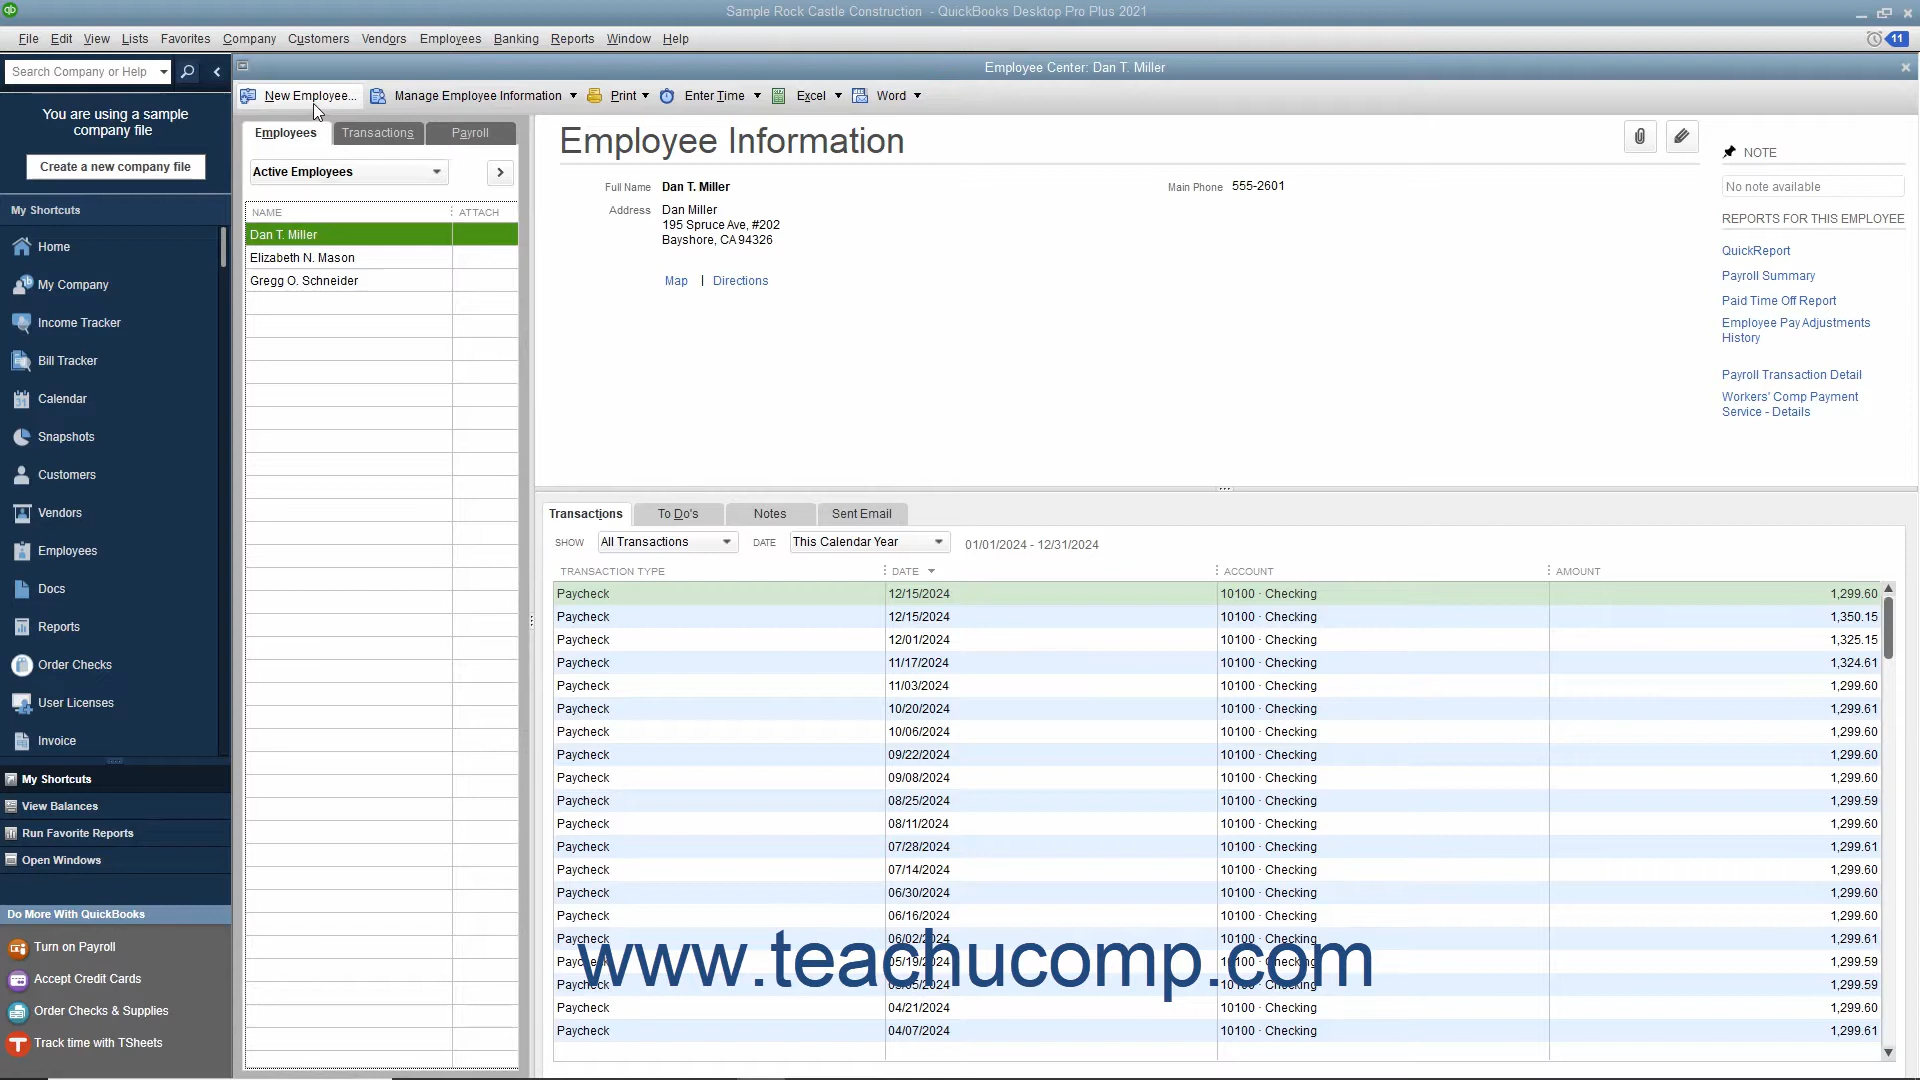 Sample Rock Castle Construction - QuickBooks Desktop Pro Plus 2021
File Edit View Lists Favorites Company Customers Vendors Employees Banking Reports Window Help
11
Search Company or Help
Employee Center: Dan T. Miller
New Employee... Manage Employee Information Print Enter Time Excel Word
You are using a sample
company file
Create a new company file
My Shortcuts
Home
My Company
Income Tracker
Bill Tracker
31
Calendar
Snapshots
Customers
Vendors
Employees
Docs
Reports
Order Checks
User Licenses
Invoice
My Shortcuts
View Balances
Run Favorite Reports
Open Windows
Do More With QuickBooks
Turn on Payroll
Accept Credit Cards
Order Checks & Supplies
Track time with TSheets
Employees Transactions Payroll
Active Employees
NAME ATTACH
Dan T. Miller
Elizabeth N. Mason
Gregg O. Schneider
Employee Information
Full Name Dan T. Miller
Main Phone 555-2601
Address Dan Miller
195 Spruce Ave, #202
Bayshore, CA 94326
Map | Directions
NOTE
No note available
REPORTS FOR THIS EMPLOYEE
QuickReport
Payroll Summary
Paid Time Off Report
Employee Pay Adjustments
History
Payroll Transaction Detail
Workers' Comp Payment
Service - Details
Transactions To Do's Notes Sent Email
SHOW All Transactions DATE This Calendar Year 01/01/2024 - 12/31/2024
TRANSACTION TYPE DATE ACCOUNT AMOUNT
Paycheck 12/15/2024 10100 · Checking 1,299.60
Paycheck 12/15/2024 10100 · Checking 1,350.15
Paycheck 12/01/2024 10100 · Checking 1,325.15
Paycheck 11/17/2024 10100 · Checking 1,324.61
Paycheck 11/03/2024 10100 · Checking 1,299.60
Paycheck 10/20/2024 10100 · Checking 1,299.61
Paycheck 10/06/2024 10100 · Checking 1,299.60
Paycheck 09/22/2024 10100 · Checking 1,299.60
Paycheck 09/08/2024 10100 · Checking 1,299.60
Paycheck 08/25/2024 10100 · Checking 1,299.59
Paycheck 08/11/2024 10100 · Checking 1,299.60
Paycheck 07/28/2024 10100 · Checking 1,299.61
Paycheck 07/14/2024 10100 · Checking 1,299.60
Paycheck 06/30/2024 10100 · Checking 1,299.60
Paycheck 06/16/2024 10100 · Checking 1,299.60
Paycheck 06/02/2024 10100 · Checking 1,299.61
Paycheck 05/19/2024 10100 · Checking 1,299.59
Paycheck 05/05/2024 10100 · Checking 1,299.59
Paycheck 04/21/2024 10100 · Checking 1,299.60
Paycheck 04/07/2024 10100 · Checking 1,299.61
www.teachucomp.com